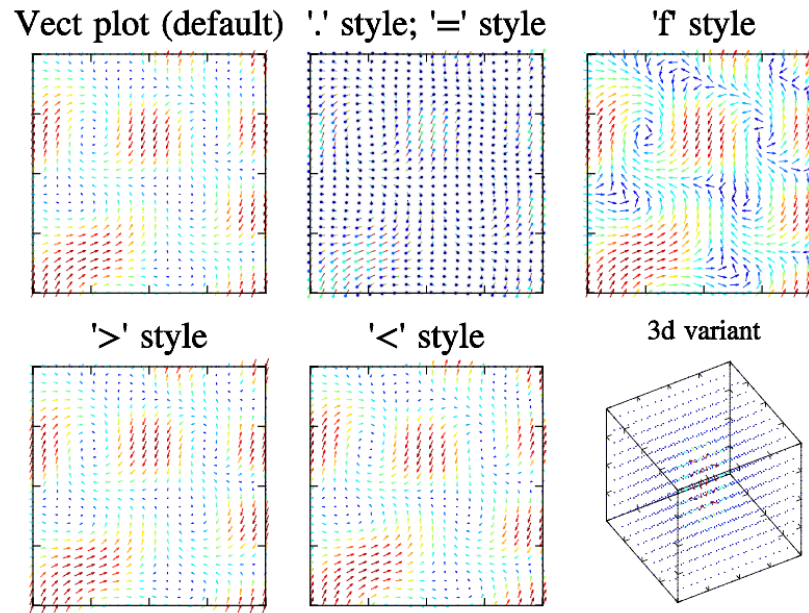 Vect plot (default)
'.' style; '=' style
'f' style
'>' style
'<' style
3d variant